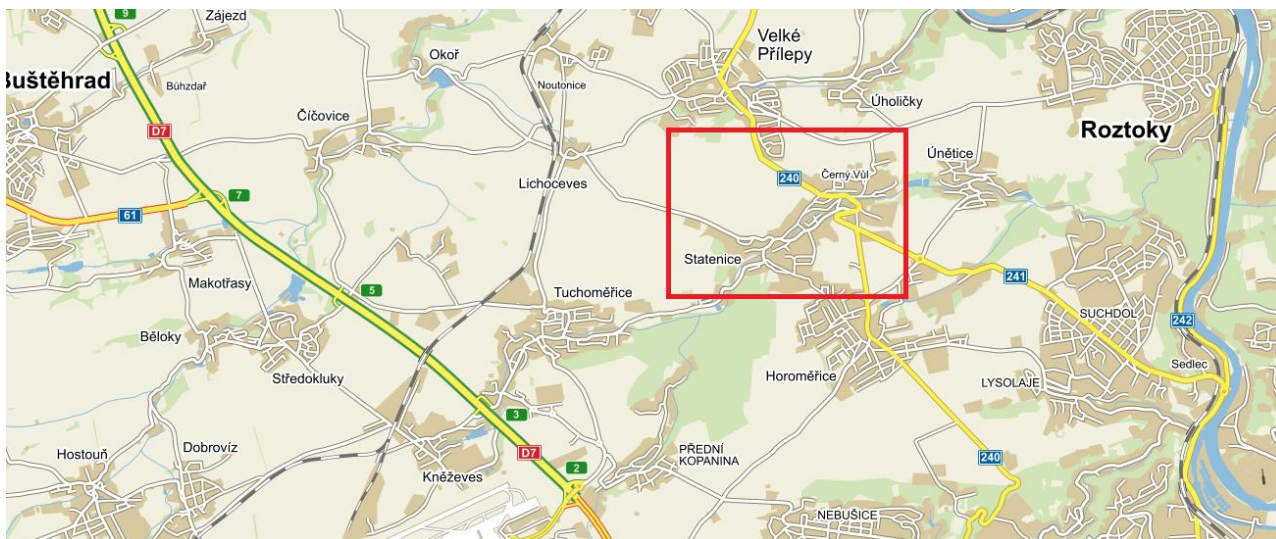 9
Zájezd
Velké
Přílepy
Okoř
Buštěhrad
Bůhzdař
Noutonice
Úholičky
Číčovice
D7
Roztoky
Únětice
240
Černý Vůl
Lichoceves
7
61
Statenice
241
Makotřasy
5
Tuchoměřice
SUCHDOL
242
Běloky
Sedlec
Středokluky
Horoměřice
LYSOLAJE
3
Hostouň
Dobrovíz
D7
PŘEDNÍ
KOPANINA
240
2
Kněževes
NEBUŠICE